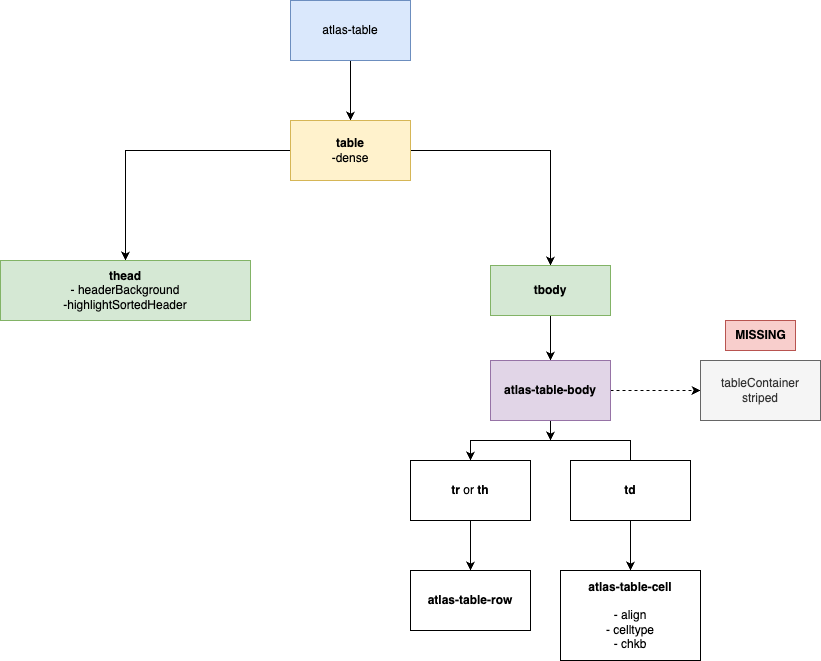 atlas-table
table
-dense
thead
- headerBackground
-highlightSortedHeader
tbody
MISSING
atlas-table-body
tableContainer
striped
tr or th
td
atlas-table-row
atlas-table-cell
- align
- celltype
- chkb